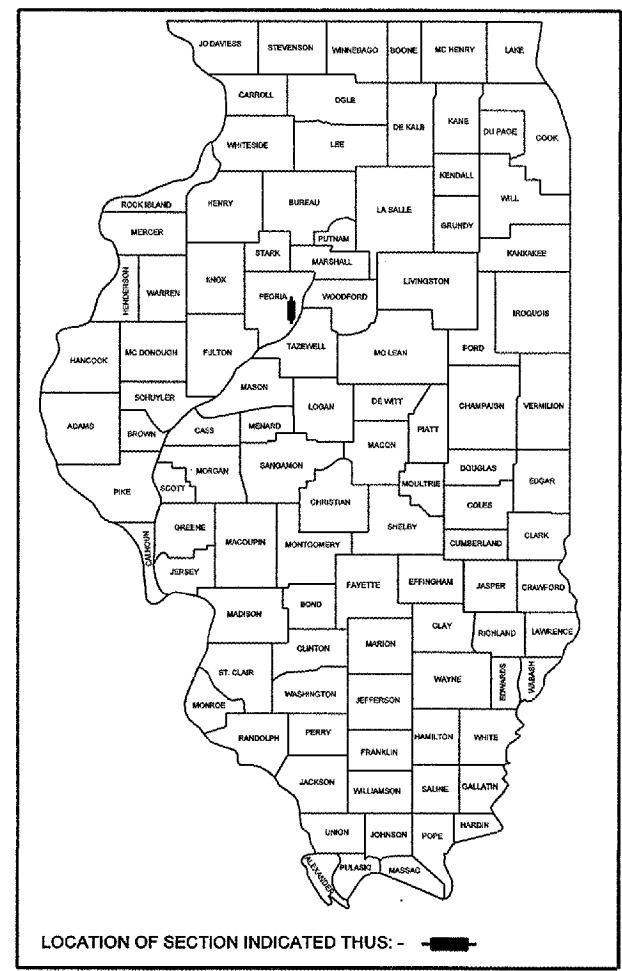 JO DAVIESS STEVENSON WINNEBAGO BOONE MC HENRY LAKE
CARROLL OGLE
DE KALB KANE DU PAGE COOK
WHITESIDE LEE
KENDALL
ROCK ISLAND HENRY BUREAU LA SALLE WILL
MERCER PUTNAM GRUNDY
STARK MARSHALL KANKAKEE
HENDERSON WARREN KNOX PEORIA WOODFORD LIVINGSTON
IROQUOIS
HANCOCK MC DONOUGH FULTON TAZEWELL MC LEAN FORD
MASON
SCHUYLER LOGAN DE WITT CHAMPAIGN VERMILION
ADAMS BROWN CASS MENARD PIATT
MACON
MORGAN SANGAMON DOUGLAS
PIKE SCOTT CHRISTIAN MOULTRIE EDGAR
COLES
GREENE MACOUPIN MONTGOMERY SHELBY CLARK
CALHOUN CUMBERLAND
JERSEY FAYETTE EFFINGHAM JASPER CRAWFORD
MADISON BOND
CLAY RICHLAND LAWRENCE
CLINTON MARION
ST. CLAIR WAYNE EDWARDS WABASH
WASHINGTON JEFFERSON
MONROE
RANDOLPH PERRY HAMILTON WHITE
FRANKLIN
JACKSON WILLIAMSON SALINE GALLATIN
UNION JOHNSON POPE HARDIN
ALEXANDER PULASKI MASSAC
LOCATION OF SECTION INDICATED THUS: -